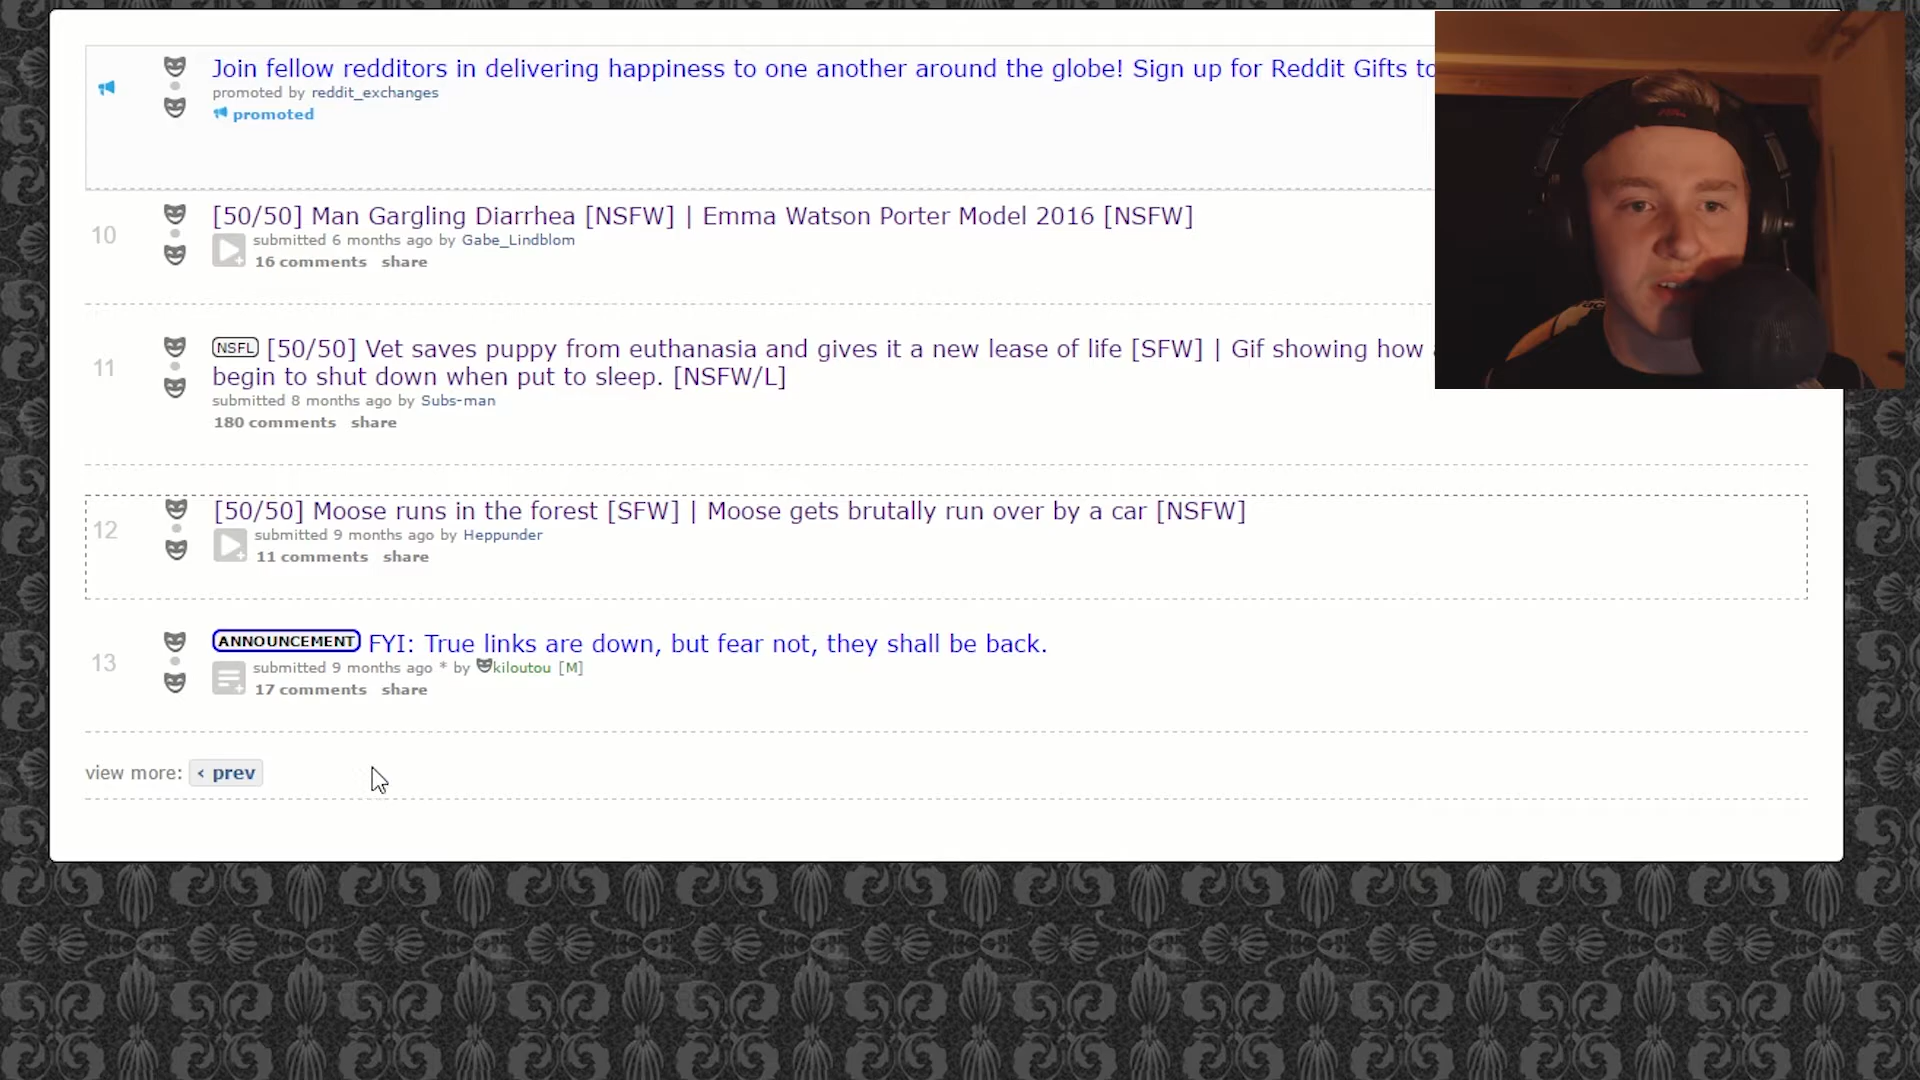 Join fellow redditors in delivering happiness to one another around the globe! Sign up for Reddit Gifts to
promoted by reddit_exchanges
promoted
10
[50/50] Man Gargling Diarrhea [NSFW] | Emma Watson Porter Model 2016 [NSFW]
submitted 6 months ago by Gabe_Lindblom
16 comments share
11
NSFL [50/50] Vet saves puppy from euthanasia and gives it a new lease of life [SFW] | Gif showing how
begin to shut down when put to sleep. [NSFW/L]
submitted 8 months ago by Subs-man
180 comments share
12
[50/50] Moose runs in the forest [SFW] | Moose gets brutally run over by a car [NSFW]
submitted 9 months ago by Heppunder
11 comments share
13
ANNOUNCEMENT FYI: True links are down, but fear not, they shall be back.
submitted 9 months ago * by kiloutou [M]
17 comments share
view more: ‹ prev